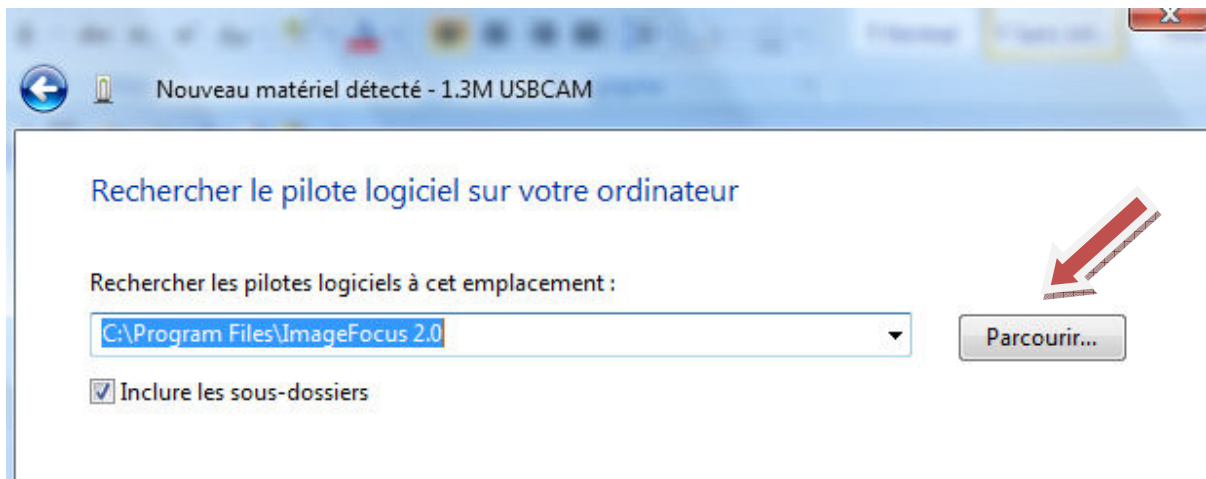 Nouveau matériel détecté - 1.3M USBCAM
Rechercher le pilote logiciel sur votre ordinateur
Rechercher les pilotes logiciels à cet emplacement :
C:\Program Files\ImageFocus 2.0
Parcourir...
Inclure les sous-dossiers